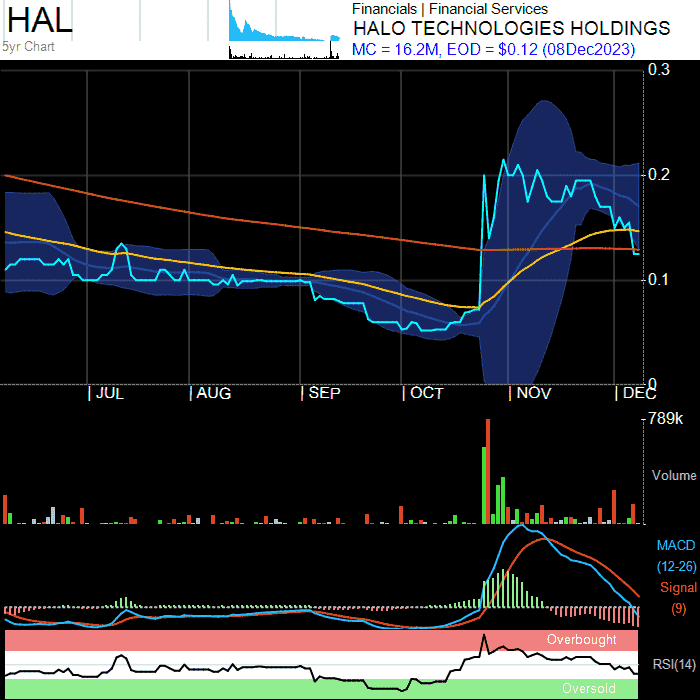 HAL
5yr Chart
Financials | Financial Services
HALO TECHNOLOGIES HOLDINGS
MC = 16.2M, EOD = $0.12 (08Dec2023)
0.3
0.2
0.1
0
JUL AUG SEP OCT NOV DEC
789k
Volume
MACD
(12-26)
Signal
(9)
Overbought
RSI(14)
Oversold